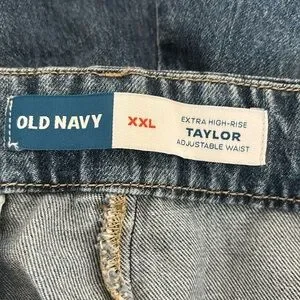 OLD NAVY
XXL
EXTRA HIGH-RISE
TAYLOR
ADJUSTABLE WAIST